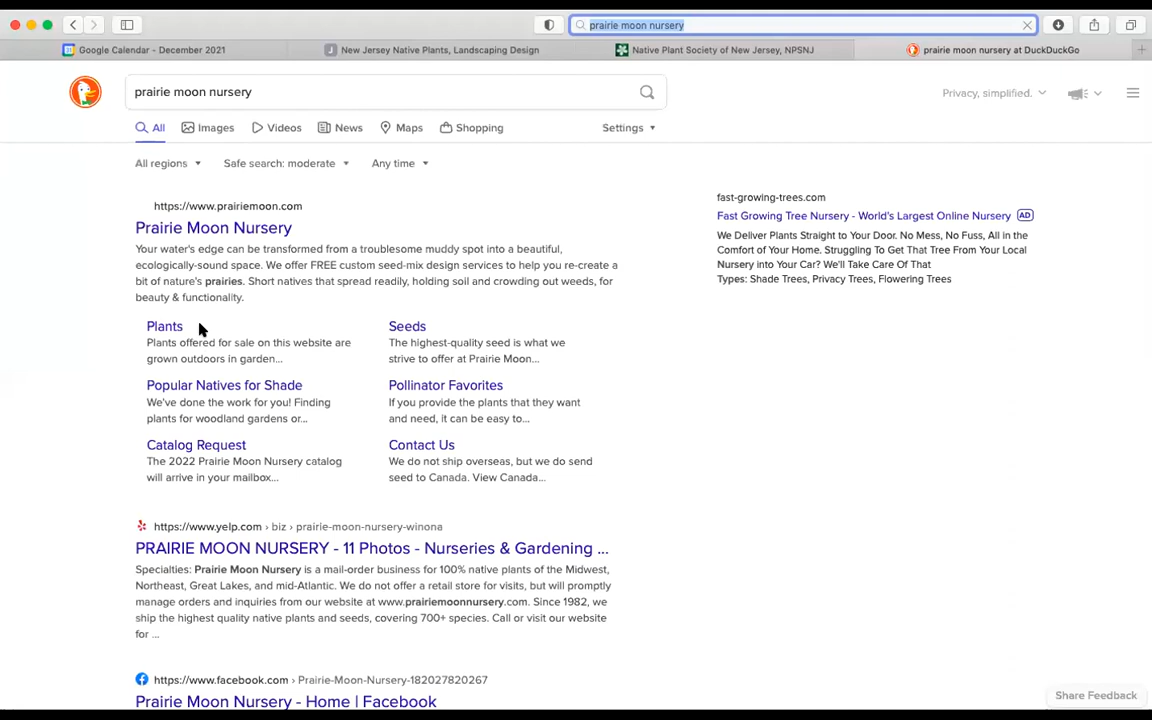 prairie moon nursery
Google Calendar - December 2021
New Jersey Native Plants, Landscaping Design
Native Plant Society of New Jersey, NPSNJ
prairie moon nursery at DuckDuckGo
prairie moon nursery
Privacy, simplified.
All
Images
Videos
News
Maps
Shopping
Settings
All regions
Safe search: moderate
Any time
https://www.prairiemoon.com
Prairie Moon Nursery
Your water's edge can be transformed from a troublesome muddy spot into a beautiful,
ecologically-sound space. We offer FREE custom seed-mix design services to help you re-create a
bit of nature's prairies. Short natives that spread readily, holding soil and crowding out weeds, for
beauty & functionality.
Plants
Plants offered for sale on this website are
grown outdoors in garden...
Seeds
The highest-quality seed is what we
strive to offer at Prairie Moon...
Popular Natives for Shade
We've done the work for you! Finding
plants for woodland gardens or...
Pollinator Favorites
If you provide the plants that they want
and need, it can be easy to...
Catalog Request
The 2022 Prairie Moon Nursery catalog
will arrive in your mailbox...
Contact Us
We do not ship overseas, but we do send
seed to Canada. View Canada...
https://www.yelp.com › biz › prairie-moon-nursery-winona
PRAIRIE MOON NURSERY - 11 Photos - Nurseries & Gardening ...
Specialties: Prairie Moon Nursery is a mail-order business for 100% native plants of the Midwest,
Northeast, Great Lakes, and mid-Atlantic. We do not offer a retail store for visits, but will promptly
manage orders and inquiries from our website at www.prairiemoonnursery.com. Since 1982, we
ship the highest quality native plants and seeds, covering 700+ species. Call or visit our website
for ...
https://www.facebook.com › Prairie-Moon-Nursery-182027820267
Prairie Moon Nursery - Home | Facebook
fast-growing-trees.com
Fast Growing Tree Nursery - World's Largest Online Nursery AD
We Deliver Plants Straight to Your Door. No Mess, No Fuss, All in the
Comfort of Your Home. Struggling To Get That Tree From Your Local
Nursery into Your Car? We'll Take Care Of That
Types: Shade Trees, Privacy Trees, Flowering Trees
Share Feedback